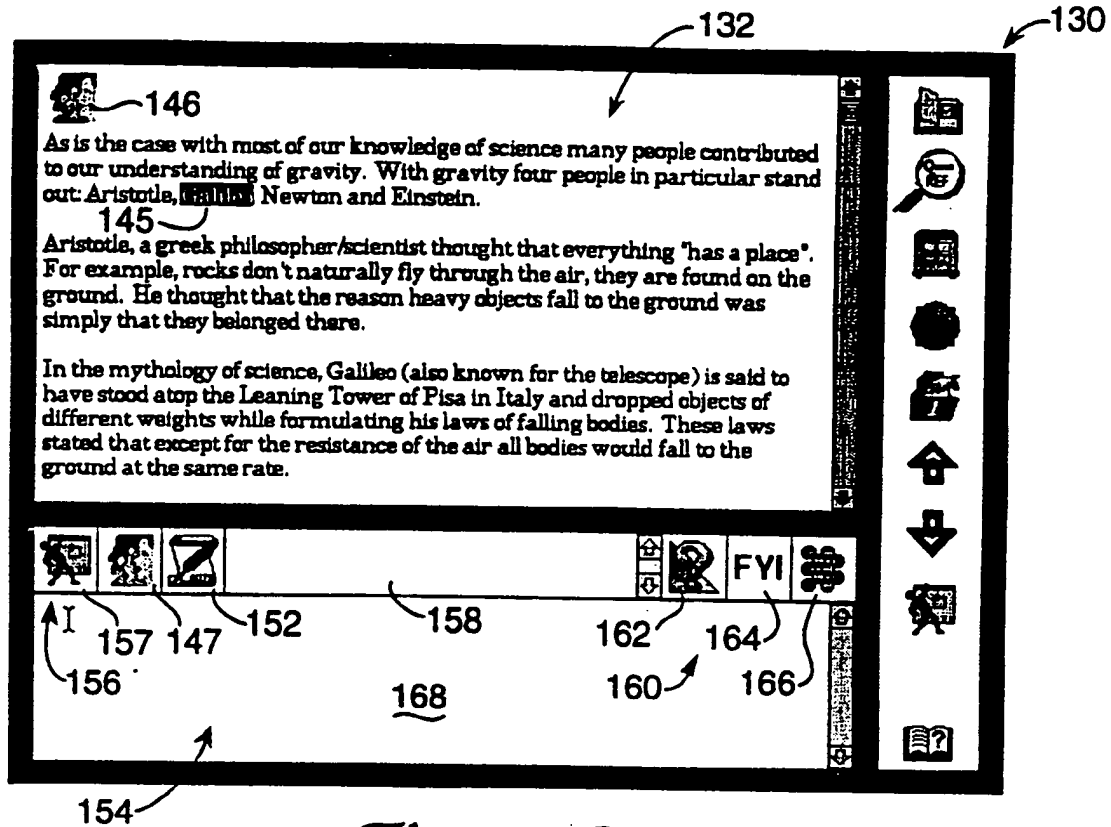 132
130
146
REF
As is the case with most of our knowledge of science many people contributed
to our understanding of gravity. With gravity four people in particular stand
out: Aristotle, Galileo Newton and Einstein.
145
Aristotle, a greek philosopher/scientist thought that everything "has a place".
For example, rocks don't naturally fly through the air, they are found on the
ground. He thought that the reason heavy objects fall to the ground was
simply that they belonged there.
In the mythology of science, Galileo (also known for the telescope) is said to
have stood atop the Leaning Tower of Pisa in Italy and dropped objects of
different weights while formulating his laws of falling bodies. These laws
stated that except for the resistance of the air all bodies would fall to the
ground at the same rate.
R FYI
157 147 152 158 162 164
156 168 160 166
?
154